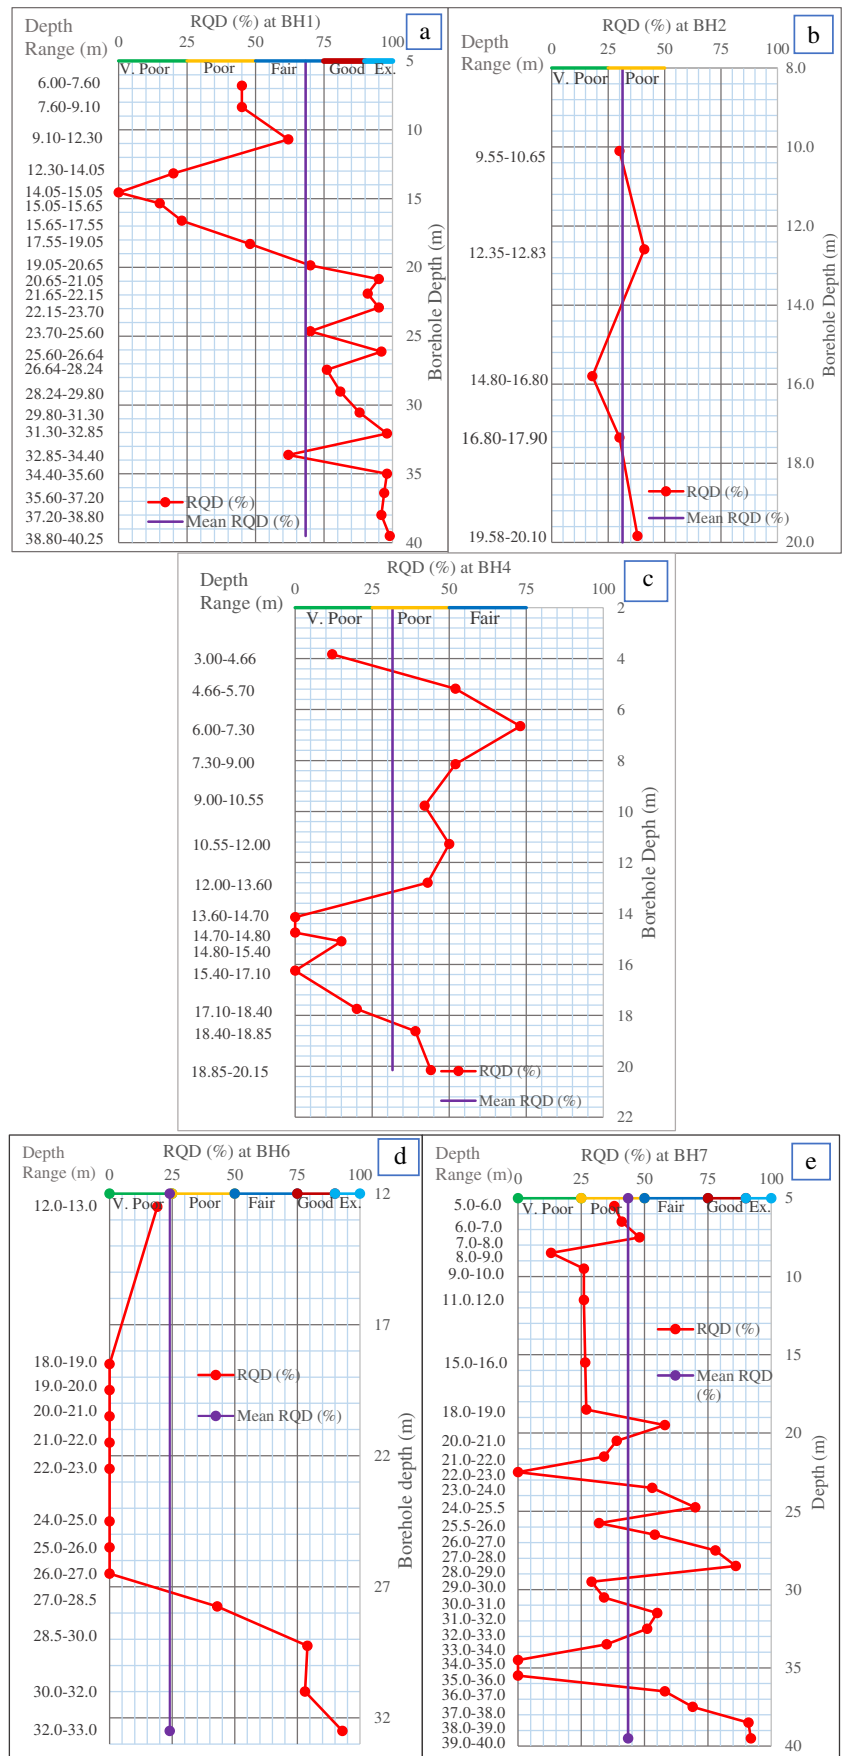 RQD (%) at BH1)
Depth
Range (m)
0 25 50 75 100
a
V. Poor Poor Fair Good Ex.
5
10
15
20
25
30
35
40
Borehole Depth (m)
6.00-7.60
7.60-9.10
9.10-12.30
12.30-14.05
14.05-15.05
15.05-15.65
15.65-17.55
17.55-19.05
19.05-20.65
20.65-21.05
21.65-22.15
22.15-23.70
23.70-25.60
25.60-26.64
26.64-28.24
28.24-29.80
29.80-31.30
31.30-32.85
32.85-34.40
34.40-35.60
35.60-37.20
37.20-38.80
38.80-40.25
RQD (%)
Mean RQD (%)
RQD (%) at BH2
Depth
Range (m)
0 25 50 75 100
b
V. Poor Poor
8.0
10.0
12.0
14.0
16.0
18.0
20.0
Borehole Depth (m)
9.55-10.65
12.35-12.83
14.80-16.80
16.80-17.90
19.58-20.10
RQD (%)
Mean RQD (%)
RQD (%) at BH4
Depth
Range (m)
0 25 50 75 100
c
V. Poor Poor Fair
2
4
6
8
10
12
14
16
18
20
22
Borehole Deplh (m)
3.00-4.66
4.66-5.70
6.00-7.30
7.30-9.00
9.00-10.55
10.55-12.00
12.00-13.60
13.60-14.70
14.70-14.80
14.80-15.40
15.40-17.10
17.10-18.40
18.40-18.85
18.85-20.15
RQD (%)
Mean RQD (%)
RQD (%) at BH6
Depth
Range (m)
0 25 50 75 100
d
V. Poor Poor Fair Good Ex.
12
17
22
27
32
Borehole depth (m)
12.0-13.0
18.0-19.0
19.0-20.0
20.0-21.0
21.0-22.0
22.0-23.0
24.0-25.0
25.0-26.0
26.0-27.0
27.0-28.5
28.5-30.0
30.0-32.0
32.0-33.0
RQD (%)
Mean RQD (%)
RQD (%) at BH7
Depth
Range (m)
0 25 50 75 100
e
V. Poor Poor Fair Good Ex.
5
10
15
20
25
30
35
40
Depth (m)
5.0-6.0
6.0-7.0
7.0-8.0
8.0-9.0
9.0-10.0
11.0.12.0
15.0-16.0
18.0-19.0
20.0-21.0
21.0-22.0
22.0-23.0
23.0-24.0
24.0-25.5
25.5-26.0
26.0-27.0
27.0-28.0
28.0-29.0
29.0-30.0
30.0-31.0
31.0-32.0
32.0-33.0
33.0-34.0
34.0-35.0
35.0-36.0
36.0-37.0
37.0-38.0
38.0-39.0
39.0-40.0
RQD (%)
Mean RQD
(%)